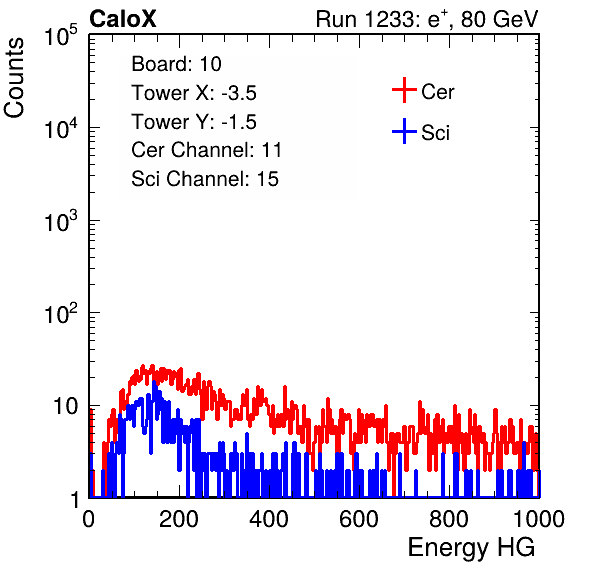 CaloX Run 1233: e⁺, 80 GeV
Counts
10⁵
10⁴
10³
10²
10
1
Board: 10
Tower X: -3.5
Tower Y: -1.5
Cer Channel: 11
Sci Channel: 15
Cer
Sci
0 200 400 600 800 1000
Energy HG